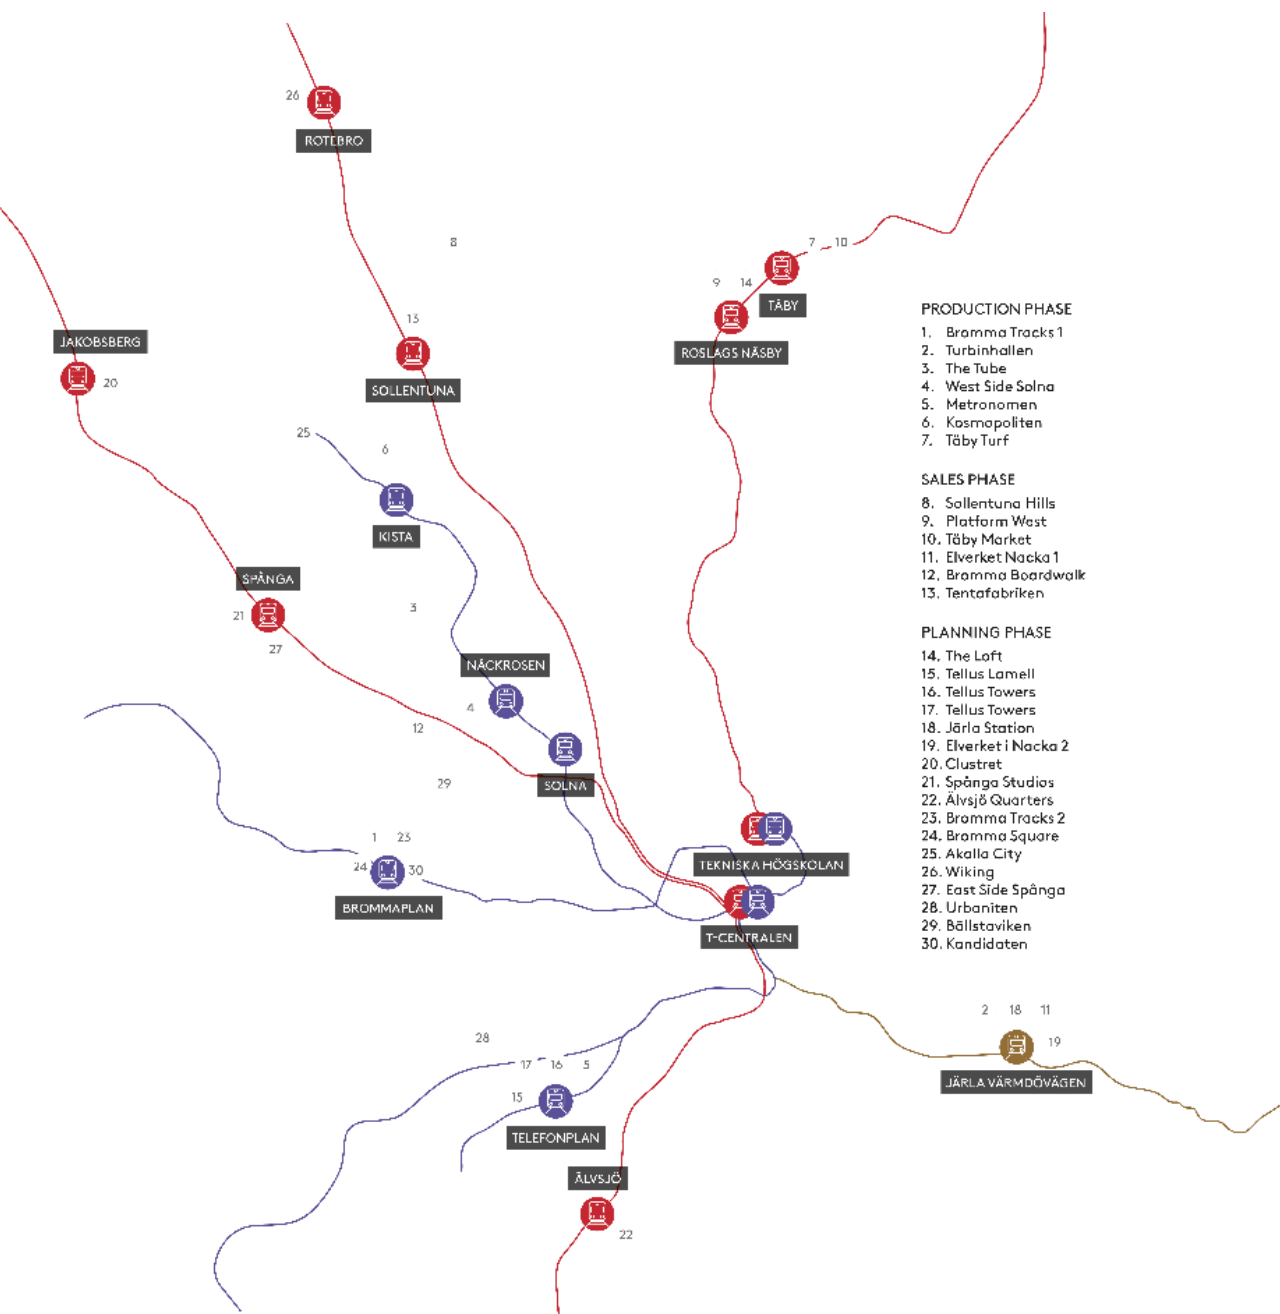 26
ROTEBRO
8
7 10
9 14
TÄBY
13
ROSLAGS NÄSBY
JAKOBSBERG
20
SOLLENTUNA
25
6
KISTA
SPÅNGA
21
3
27
NÄCKROSEN
4
12
SOLNA
29
1 23
24
30
BROMMAPLAN
TEKNISKA HÖGSKOLAN
T-CENTRALEN
PRODUCTION PHASE
1. Bromma Tracks 1
2. Turbinhallen
3. The Tube
4. West Side Solna
5. Metronomen
6. Kosmopoliten
7. Täby Turf
SALES PHASE
8. Sollentuna Hills
9. Platform West
10. Täby Market
11. Elverket Nacka 1
12. Bromma Boardwalk
13. Tentafabriken
PLANNING PHASE
14. The Loft
15. Tellus Lamell
16. Tellus Towers
17. Tellus Towers
18. Järla Station
19. Elverket i Nacka 2
20. Clustret
21. Spånga Studios
22. Älvsjö Quarters
23. Bromma Tracks 2
24. Bromma Square
25. Akalla City
26. Wiking
27. East Side Spånga
28. Urbaniten
29. Bällstaviken
30. Kandidaten
2 18 11
19
JÄRLA VÄRMDÖVÄGEN
28
17 16 5
15
TELEFONPLAN
ÄLVSJÖ
22